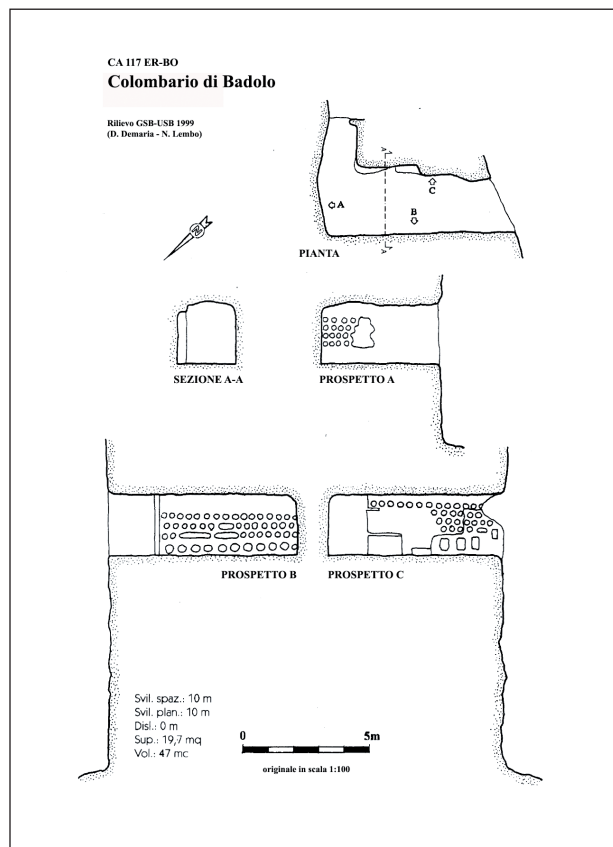 CA 117 ER-BO
Colombario di Badolo
Rilievo GSB-USB 1999
(D. Demaria - N. Lembo)
A
A
C
B
N
A
PIANTA
SEZIONE A-A
PROSPETTO A
PROSPETTO B
PROSPETTO C
Svil. spaz.: 10 m
Svil. plan.: 10 m
Disl.: 0 m
Sup.: 19,7 mq
Vol.: 47 mc
0 5m
originale in scala 1:100